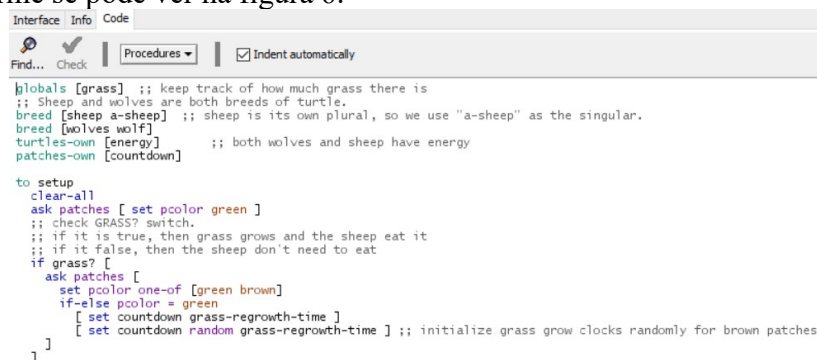 se pode ver na figura 6.
Interface Info Code
Find... Check Procedures Indent automatically
globals [grass] ;; keep track of how much grass there is
;; Sheep and wolves are both breeds of turtle.
breed [sheep a-sheep] ;; sheep is its own plural, so we use "a-sheep" as the singular.
breed [wolves wolf]
turtles-own [energy] ;; both wolves and sheep have energy
patches-own [countdown]
to setup
clear-all
ask patches [ set pcolor green ]
;; check GRASS? switch.
;; if it is true, then grass grows and the sheep eat it
;; if it false, then the sheep don't need to eat
if grass? [
ask patches [
set pcolor one-of [green brown]
if-else pcolor = green
[ set countdown grass-regrowth-time ]
[ set countdown random grass-regrowth-time ] ;; initialize grass grow clocks randomly for brown patches
]
]